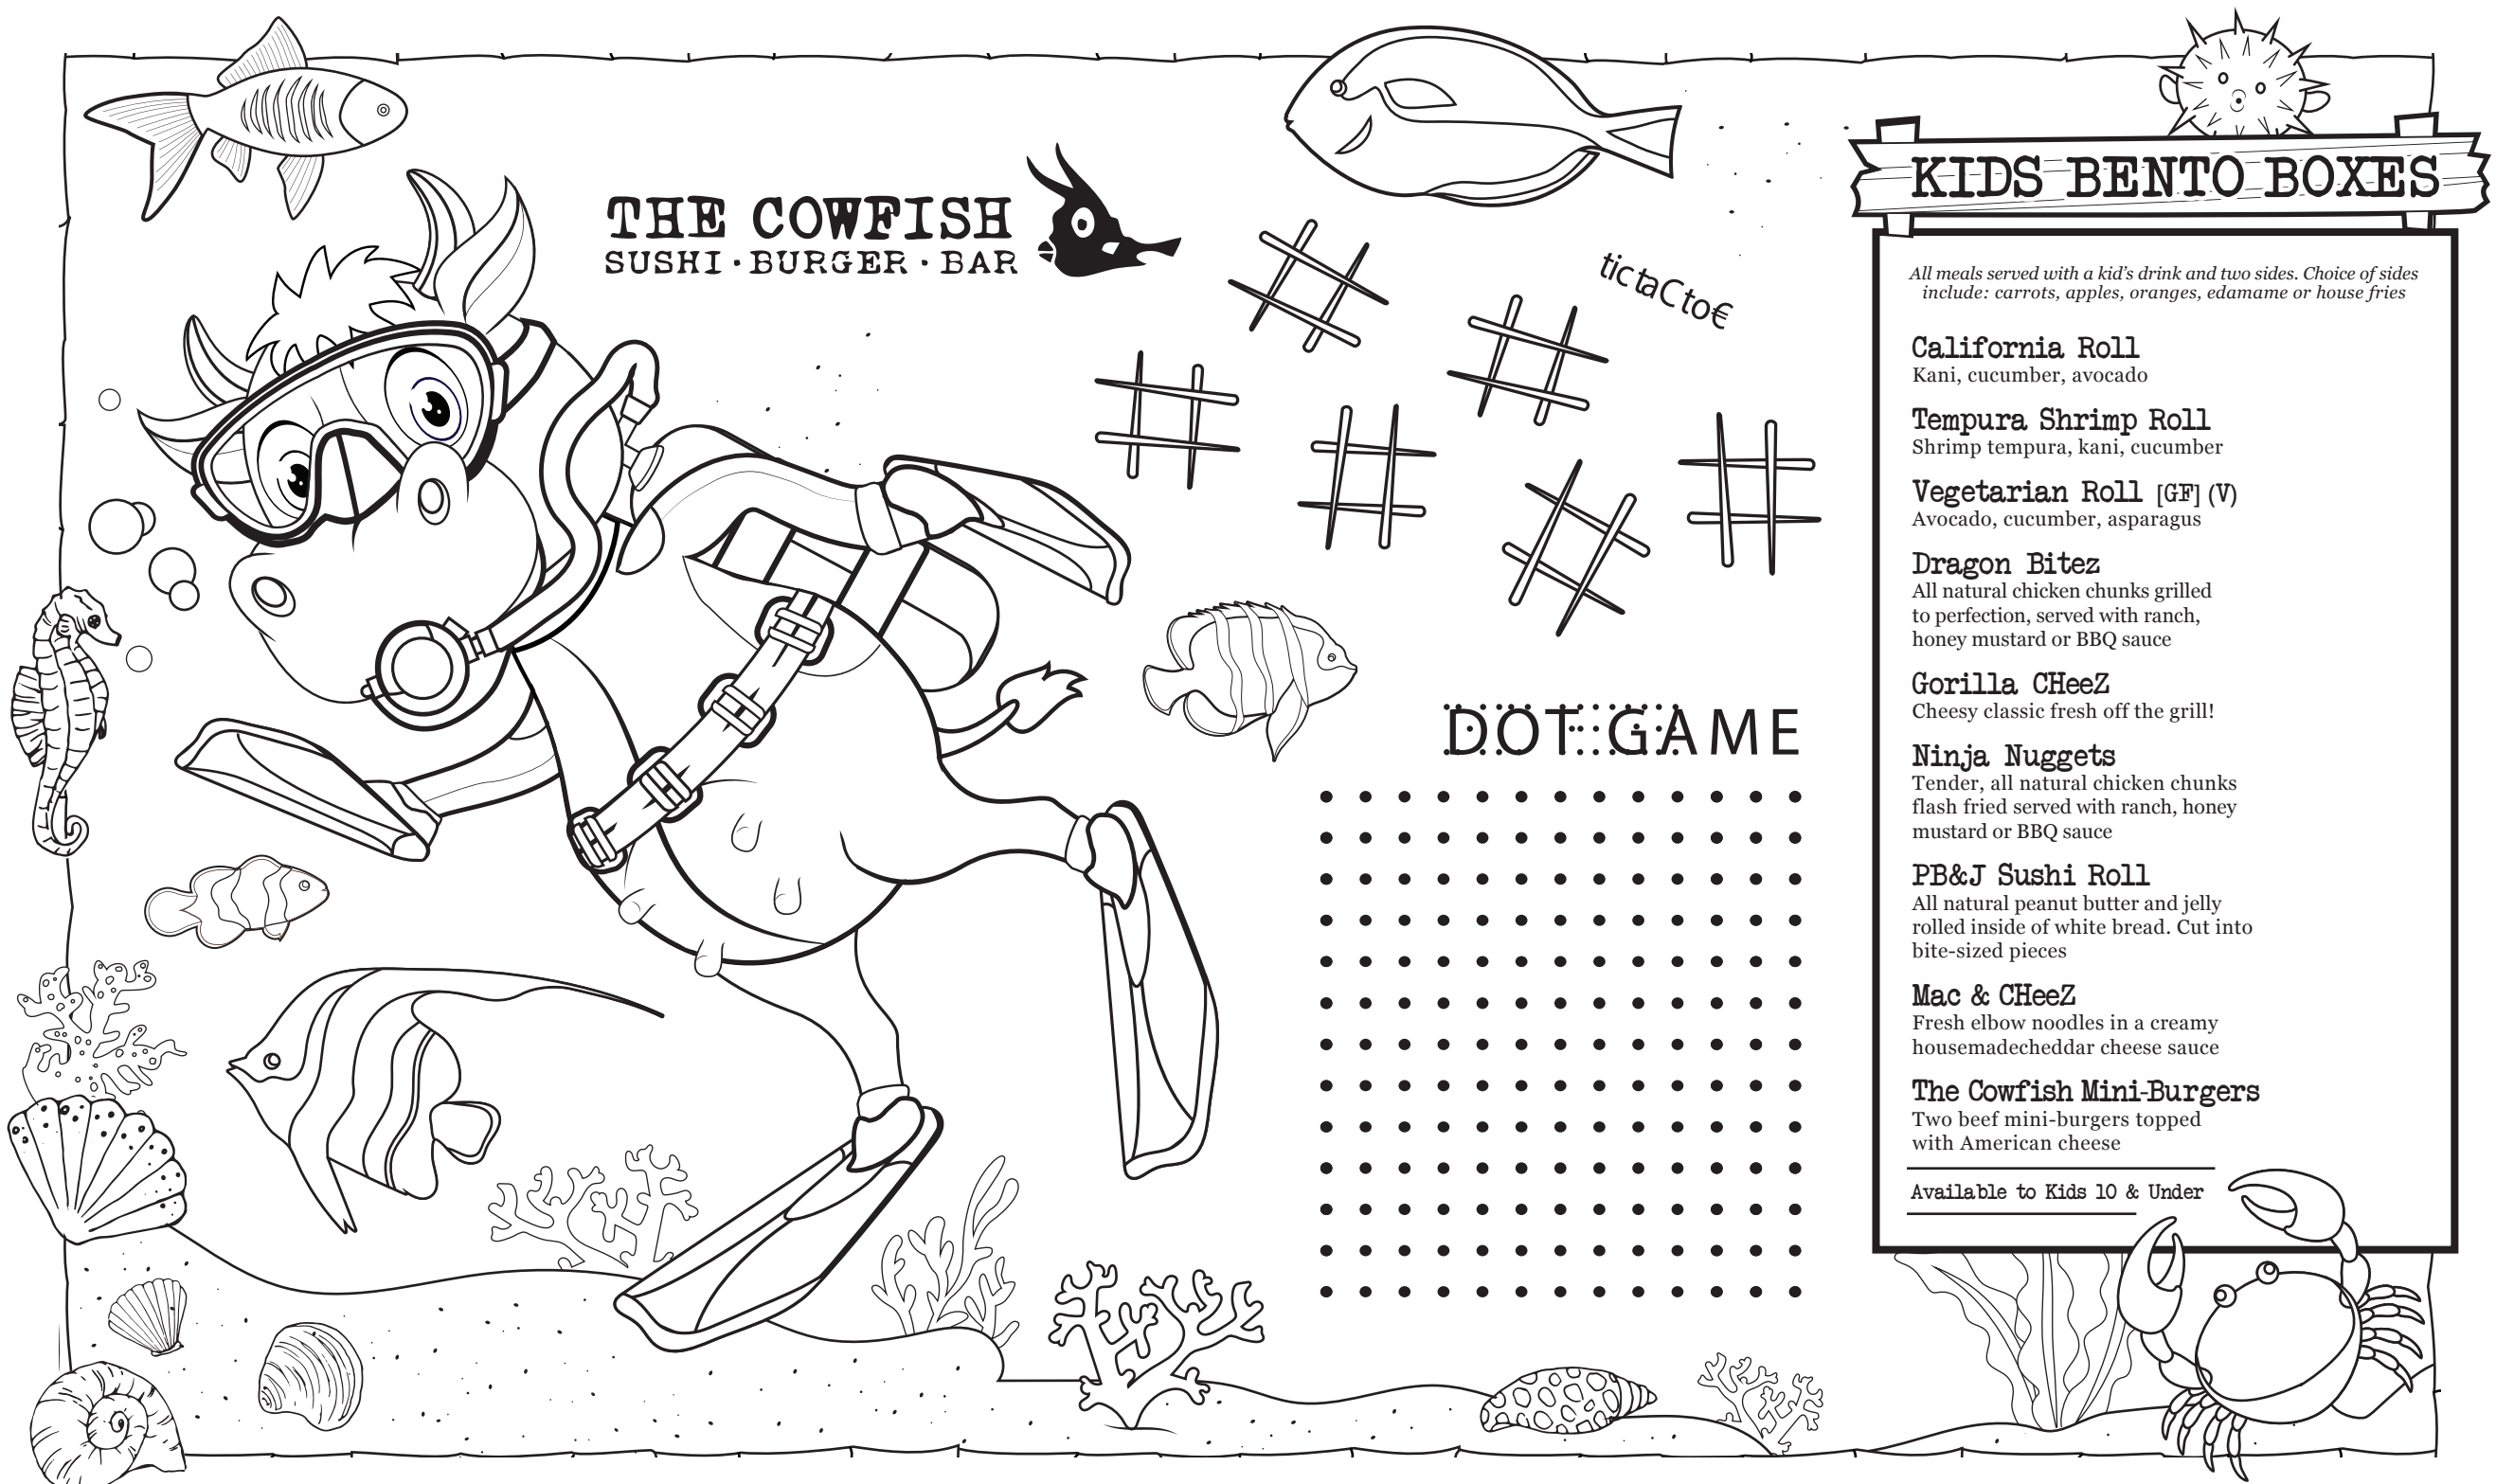 THE COWFISH
SUSHI · BURGER · BAR
tictaCto€
DOT GAME
KIDS BENTO BOXES
All meals served with a kid's drink and two sides. Choice of sides
include: carrots, apples, oranges, edamame or house fries
California Roll
Kani, cucumber, avocado
Tempura Shrimp Roll
Shrimp tempura, kani, cucumber
Vegetarian Roll [GF] (V)
Avocado, cucumber, asparagus
Dragon Bitez
All natural chicken chunks grilled
to perfection, served with ranch,
honey mustard or BBQ sauce
Gorilla CHeeZ
Cheesy classic fresh off the grill!
Ninja Nuggets
Tender, all natural chicken chunks
flash fried served with ranch, honey
mustard or BBQ sauce
PB&J Sushi Roll
All natural peanut butter and jelly
rolled inside of white bread. Cut into
bite-sized pieces
Mac & CHeeZ
Fresh elbow noodles in a creamy
housemadecheddar cheese sauce
The Cowfish Mini-Burgers
Two beef mini-burgers topped
with American cheese
Available to Kids 10 & Under